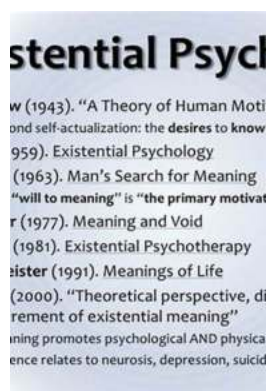 stential Psych
w (1943). “A Theory of Human Moti
ond self-actualization: the desires to know
959). Existential Psychology
(1963). Man's Search for Meaning
"will to meaning" is "the primary motivat
r (1977). Meaning and Void
(1981). Existential Psychotherapy
eister (1991). Meanings of Life
(2000). “Theoretical perspective, di
rement of existential meaning”
ning promotes psychological AND physica
ence relates to neurosis, depression, suicid